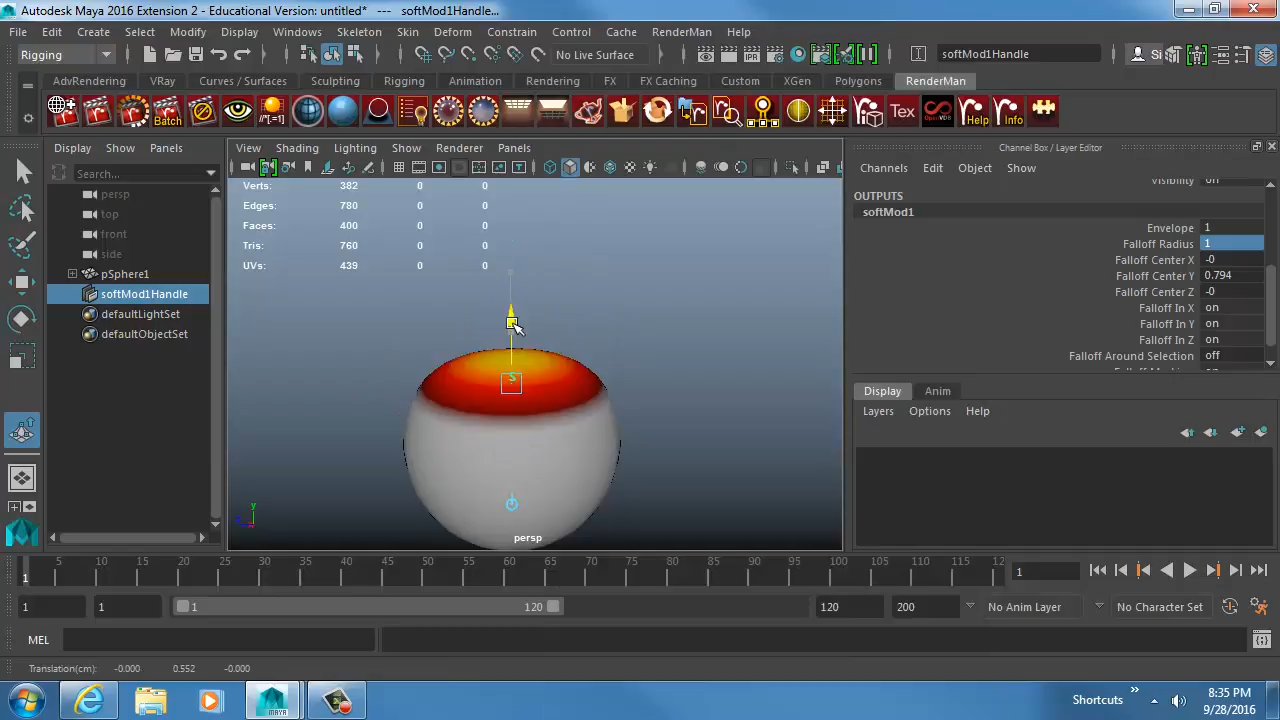 Autodesk Maya 2016 Extension 2 - Educational Version: untitled* --- softMod1Handle...
File Edit Create Select Modify Display Windows Skeleton Skin Deform Constrain Control Cache RenderMan Help
Rigging No Live Surface softMod1Handle Si
AdvRendering VRay Curves / Surfaces Sculpting Rigging Animation Rendering FX FX Caching Custom XGen Polygons RenderMan
Batch //*[.=1] Tex OpenVDB Help Info
Display Show Panels
View Shading Lighting Show Renderer Panels
Channel Box / Layer Editor
Channels Edit Object Show
Search...
persp
top
front
side
pSphere1
softMod1Handle
defaultLightSet
defaultObjectSet
Verts: 382 0 0
Edges: 780 0 0
Faces: 400 0 0
Tris: 760 0 0
UVs: 439 0 0
S
y
persp
Visibility on
OUTPUTS
softMod1
Envelope 1
Falloff Radius 1
Falloff Center X -0
Falloff Center Y 0.794
Falloff Center Z -0
Falloff In X on
Falloff In Y on
Falloff In Z on
Falloff Around Selection off
Display Anim
Layers Options Help
1 5 10 15 20 25 30 35 40 45 50 55 60 65 70 75 80 85 90 95 100 105 110 115 12 1
1 1 1 120 120 200 No Anim Layer No Character Set
MEL
Translation(cm): -0.000 0.552 -0.000
MAYA
Shortcuts
8:35 PM
9/28/2016